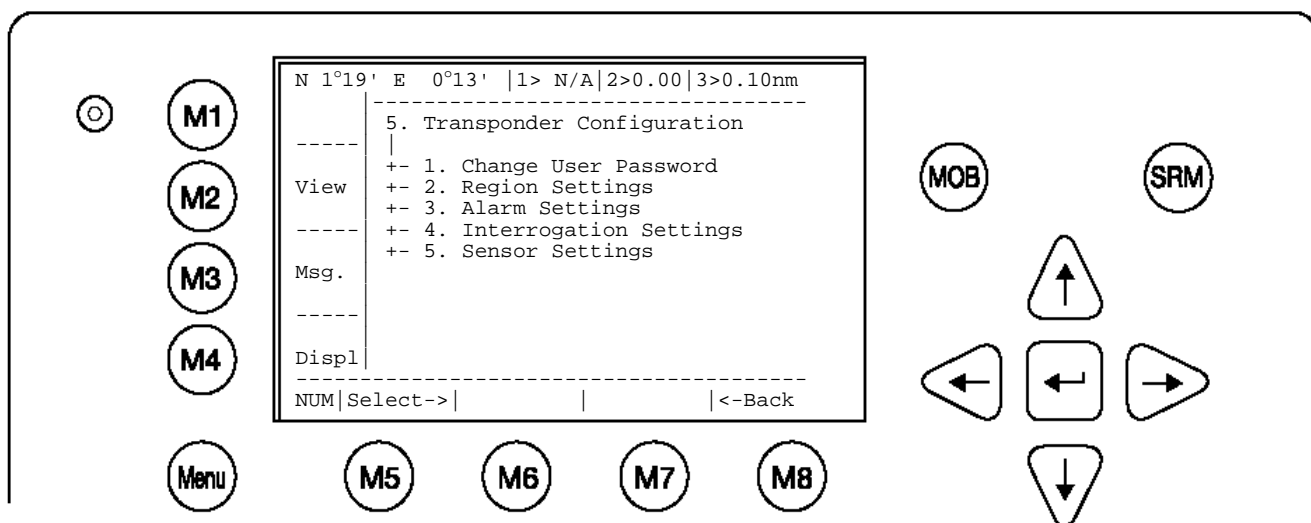 N 1°19' E 0°13' |1> N/A|2>0.00|3>0.10nm
|----------------------------------
5. Transponder Configuration
-----| |
+- 1. Change User Password
View +- 2. Region Settings
+- 3. Alarm Settings
-----| +- 4. Interrogation Settings
+- 5. Sensor Settings
Msg.
-----
Displ|
----------------------------------------
NUM|Select->| | |<-Back
M1
M2
M3
M4
Menu
M5
M6
M7
M8
MOB
SRM